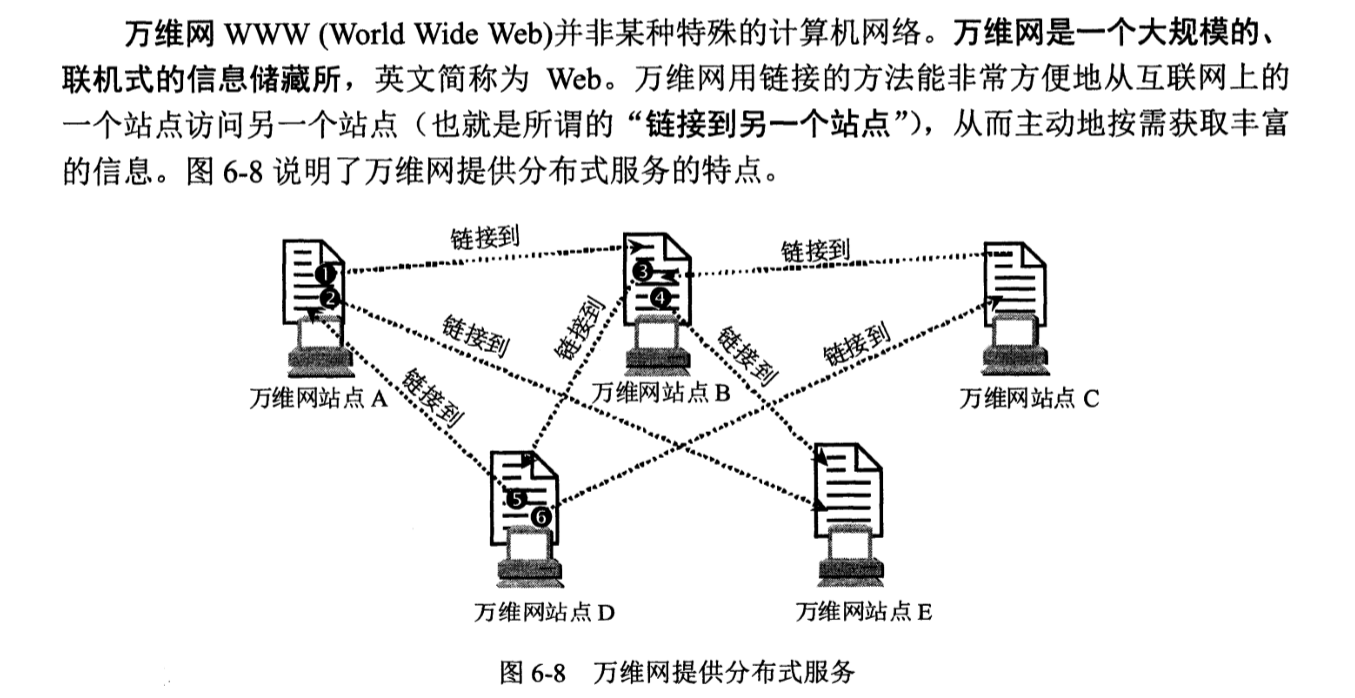 万维网 WWW (World Wide Web)并非某种特殊的计算机网络。万维网是一个大规模的、
联机式的信息储藏所，英文简称为 Web。万维网用链接的方法能非常方便地从互联网上的
一个站点访问另一个站点（也就是所谓的“链接到另一个站点”），从而主动地按需获取丰富
的信息。图 6-8 说明了万维网提供分布式服务的特点。
链接到
链接到
❶
❸
❷
❹
链接到
链接到
链接到
链接到
链接到
万维网站点 A
万维网站点 B
万维网站点 C
❺
❻
万维网站点 D
万维网站点 E
图 6-8 万维网提供分布式服务